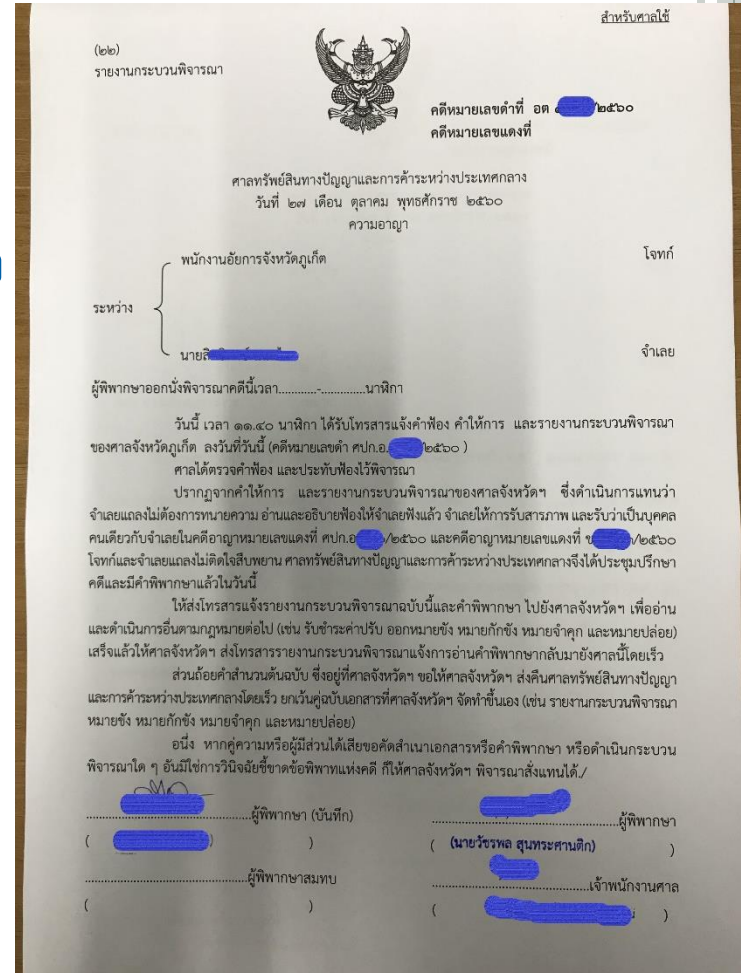 สำหรับศาลใช้
(๒๒)
รายงานกระบวนพิจารณา
คดีหมายเลขดำที่ อต /๒๕๖๐
คดีหมายเลขแดงที่
ศาลทรัพย์สินทางปัญญาและการค้าระหว่างประเทศกลาง
วันที่ ๒๗ เดือน ตุลาคม พุทธศักราช ๒๕๖๐
ความอาญา
พนักงานอัยการจังหวัดภูเก็ต โจทก์
ระหว่าง
นาย จำเลย
ผู้พิพากษาออกนั่งพิจารณาคดีนี้เวลา............-.............นาฬิกา
วันนี้ เวลา ๑๑.๔๐ นาฬิกา ได้รับโทรสารแจ้งคำฟ้อง คำให้การ และรายงานกระบวนพิจารณา
ของศาลจังหวัดภูเก็ต ลงวันที่วันนี้ (คดีหมายเลขดำ ศปก.อ. /๒๕๖๐ )
ศาลได้ตรวจคำฟ้อง และประทับฟ้องไว้พิจารณา
ปรากฏจากคำให้การ และรายงานกระบวนพิจารณาของศาลจังหวัดฯ ซึ่งดำเนินการแทนว่า
จำเลยแถลงไม่ต้องการทนายความ อ่านและอธิบายฟ้องให้จำเลยฟังแล้ว จำเลยให้การรับสารภาพ และรับว่าเป็นบุคคล
คนเดียวกับจำเลยในคดีอาญาหมายเลขแดงที่ ศปก.อ /๒๕๖๐ และคดีอาญาหมายเลขแดงที่ ข /๒๕๖๐
โจทก์และจำเลยแถลงไม่ติดใจสืบพยาน ศาลทรัพย์สินทางปัญญาและการค้าระหว่างประเทศกลางจึงได้ประชุมปรึกษา
คดีและมีคำพิพากษาแล้วในวันนี้
ให้ส่งโทรสารแจ้งรายงานกระบวนพิจารณาฉบับนี้และคำพิพากษา ไปยังศาลจังหวัดฯ เพื่ออ่าน
และดำเนินการอื่นตามกฎหมายต่อไป (เช่น รับชำระค่าปรับ ออกหมายขัง หมายกักขัง หมายจำคุก และหมายปล่อย)
เสร็จแล้วให้ศาลจังหวัดฯ ส่งโทรสารรายงานกระบวนพิจารณาแจ้งการอ่านคำพิพากษากลับมายังศาลนี้โดยเร็ว
ส่วนถ้อยคำสำนวนต้นฉบับ ซึ่งอยู่ที่ศาลจังหวัดฯ ขอให้ศาลจังหวัดฯ ส่งคืนศาลทรัพย์สินทางปัญญา
และการค้าระหว่างประเทศกลางโดยเร็ว ยกเว้นคู่ฉบับเอกสารที่ศาลจังหวัดฯ จัดทำขึ้นเอง (เช่น รายงานกระบวนพิจารณา
หมายขัง หมายกักขัง หมายจำคุก และหมายปล่อย)
อนึ่ง หากคู่ความหรือผู้มีส่วนได้เสียขอคัดสำเนาเอกสารหรือคำพิพากษา หรือดำเนินกระบวน
พิจารณาใด ๆ อันมิใช่การวินิจฉัยชี้ขาดข้อพิพาทแห่งคดี ก็ให้ศาลจังหวัดฯ พิจารณาสั่งแทนได้./
ผู้พิพากษา (บันทึก) ผู้พิพากษา
( ) ( (นายวัชรพล สุนทระศานติก) )
ผู้พิพากษาสมทบ เจ้าพนักงานศาล
( ) ( )